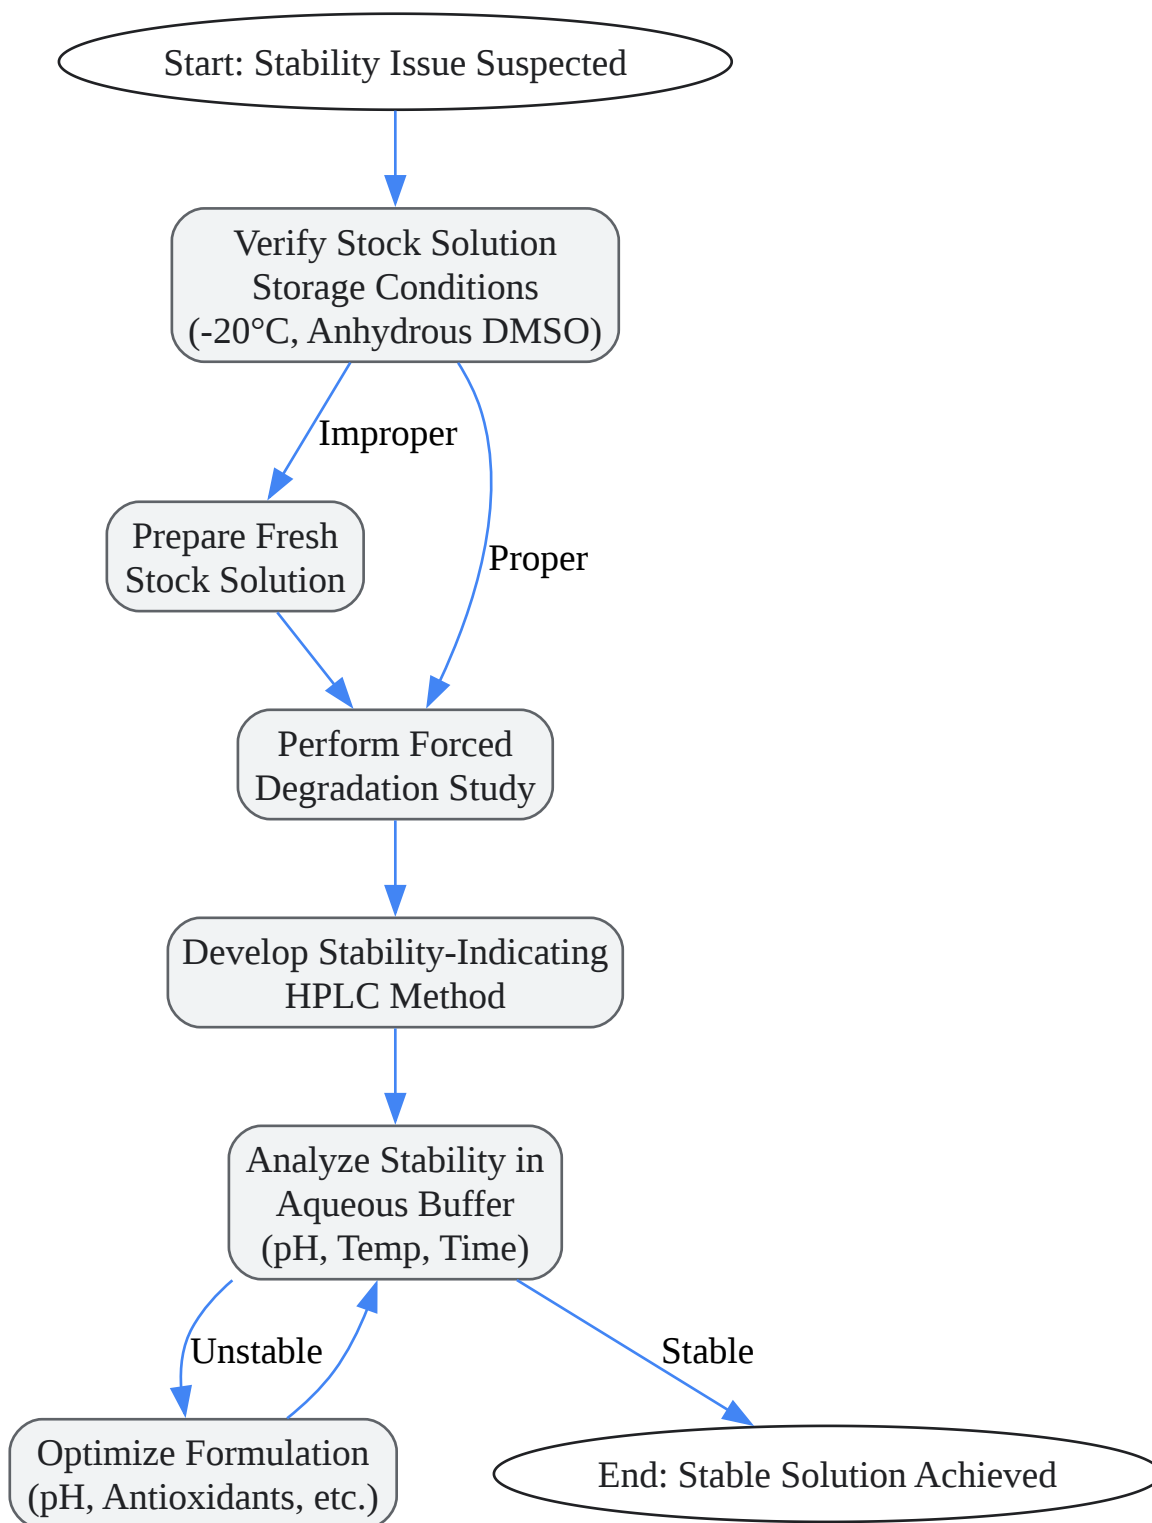 Start: Stability Issue Suspected
Verify Stock Solution
Storage Conditions
(-20°C, Anhydrous DMSO)
Improper
Prepare Fresh
Stock Solution
Proper
Perform Forced
Degradation Study
Develop Stability-Indicating
HPLC Method
Analyze Stability in
Aqueous Buffer
(pH, Temp, Time)
Unstable
Stable
Optimize Formulation
(pH, Antioxidants, etc.)
End: Stable Solution Achieved